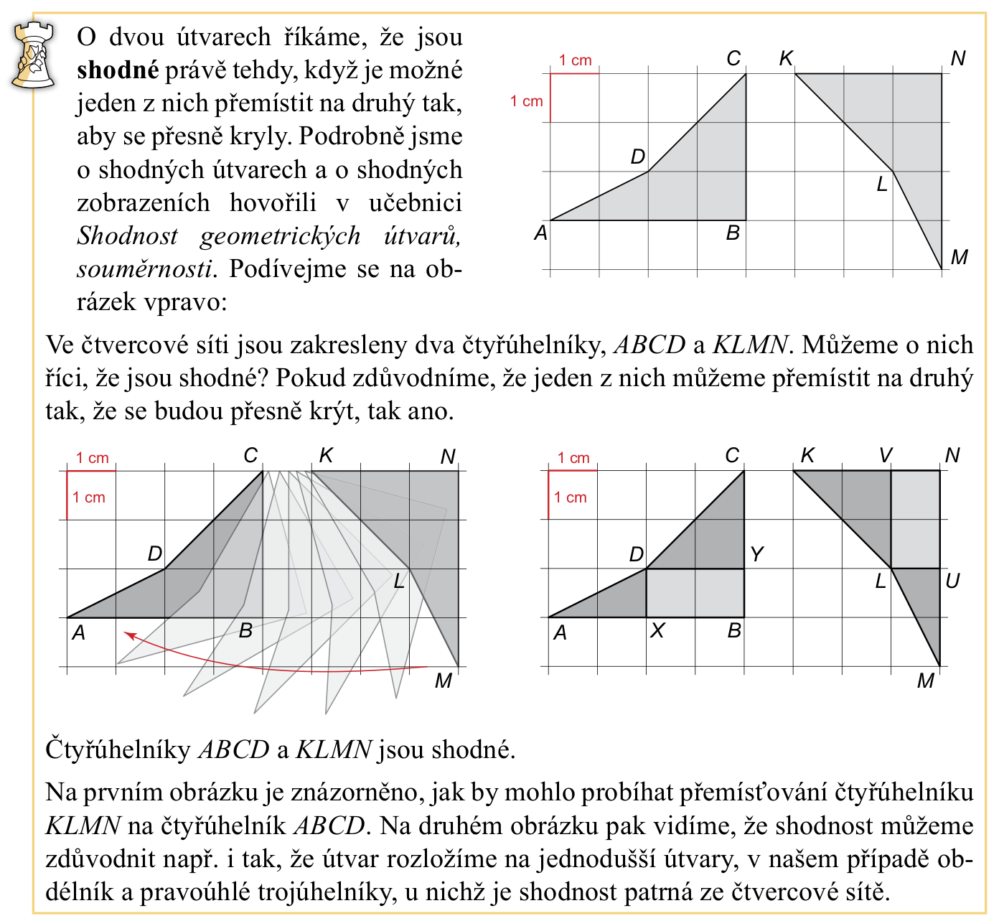 O dvou útvarech říkáme, že jsou
shodné právě tehdy, když je možné
jeden z nich přemístit na druhý tak,
aby se přesně kryly. Podrobně jsme
o shodných útvarech a o shodných
zobrazeních hovořili v učebnici
Shodnost geometrických útvarů,
souměrnosti. Podívejme se na ob-
rázek vpravo:
1 cm
C K N
1 cm
D
L
A B
M
Ve čtvercové síti jsou zakresleny dva čtyřúhelníky, ABCD a KLMN. Můžeme o nich
říci, že jsou shodné? Pokud zdůvodníme, že jeden z nich můžeme přemístit na druhý
tak, že se budou přesně krýt, tak ano.
1 cm C K N
1 cm
D
L
A B
M
1 cm C K V N
1 cm
D Y
L U
A X B
M
Čtyřúhelníky ABCD a KLMN jsou shodné.
Na prvním obrázku je znázorněno, jak by mohlo probíhat přemísťování čtyřúhelníku
KLMN na čtyřúhelník ABCD. Na druhém obrázku pak vidíme, že shodnost můžeme
zdůvodnit např. i tak, že útvar rozložíme na jednodušší útvary, v našem případě ob-
délník a pravoúhlé trojúhelníky, u nichž je shodnost patrná ze čtvercové sítě.